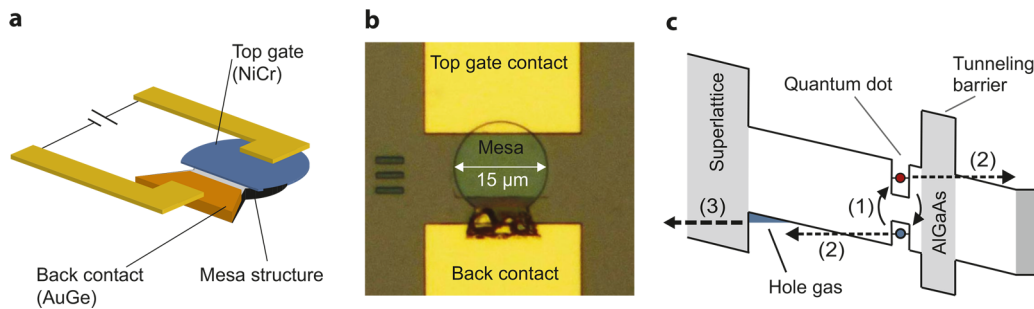 a
Top gate
(NiCr)
Back contact
(AuGe)
Mesa structure
b
Top gate contact
Mesa
15 µm
Back contact
c
Superlattice
Quantum dot
Tunneling
barrier
(1)
(2)
(2)
(3)
AlGaAs
Hole gas